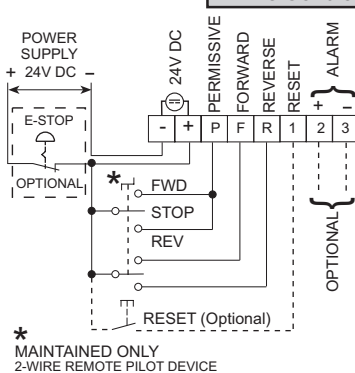 POWER
SUPPLY
+ 24V DC –
24V DC
PERMISSIVE
FORWARD
REVERSE
RESET
ALARM
+ –
- + P F R 1 2 3
E-STOP
OPTIONAL
*
FWD
STOP
REV
OPTIONAL
RESET (Optional)
*
MAINTAINED ONLY
2-WIRE REMOTE PILOT DEVICE